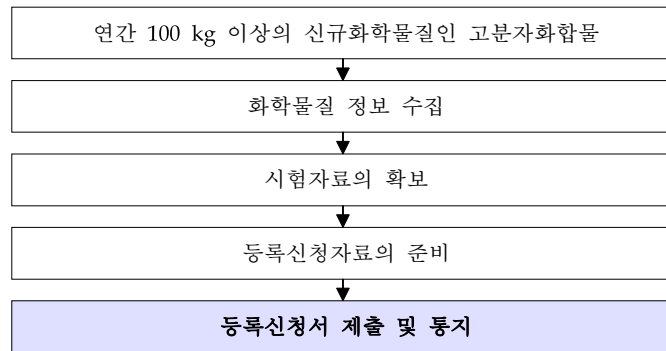 연간 100 kg 이상의 신규화학물질인 고분자화합물
화학물질 정보 수집
시험자료의 확보
등록신청자료의 준비
등록신청서 제출 및 통지